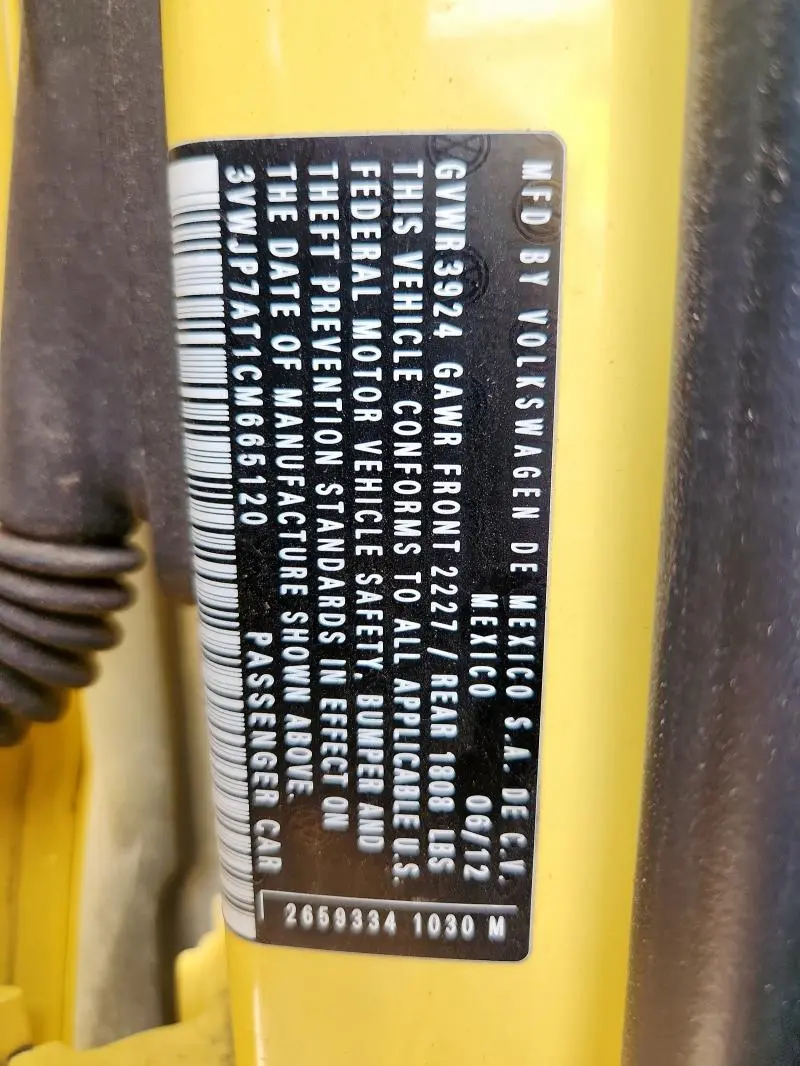 MFD BY VOLKSWAGEN DE MEXICO S.A. DE C.V.
MEXICO 06/12
GVWR 3924 GAWR FRONT 2227 / REAR 1808 LBS
THIS VEHICLE CONFORMS TO ALL APPLICABLE U.S.
FEDERAL MOTOR VEHICLE SAFETY, BUMPER AND
THEFT PREVENTION STANDARDS IN EFFECT ON
THE DATE OF MANUFACTURE SHOWN ABOVE.
3VWJP7AT1CM665120 PASSENGER CAR
2659334 1030 M